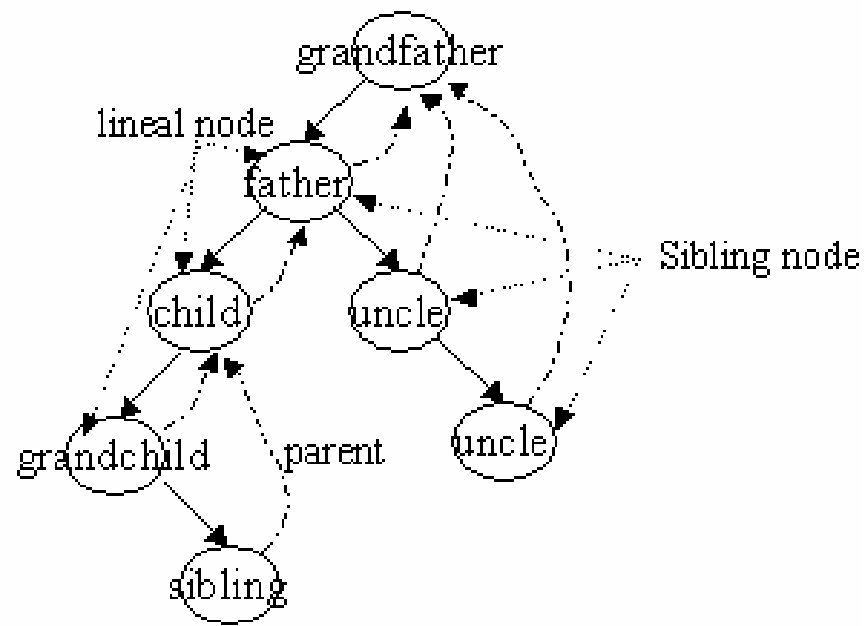 grandfather
lineal node
father
Sibling node
child
uncle
uncle
grandchild
parent
sibling